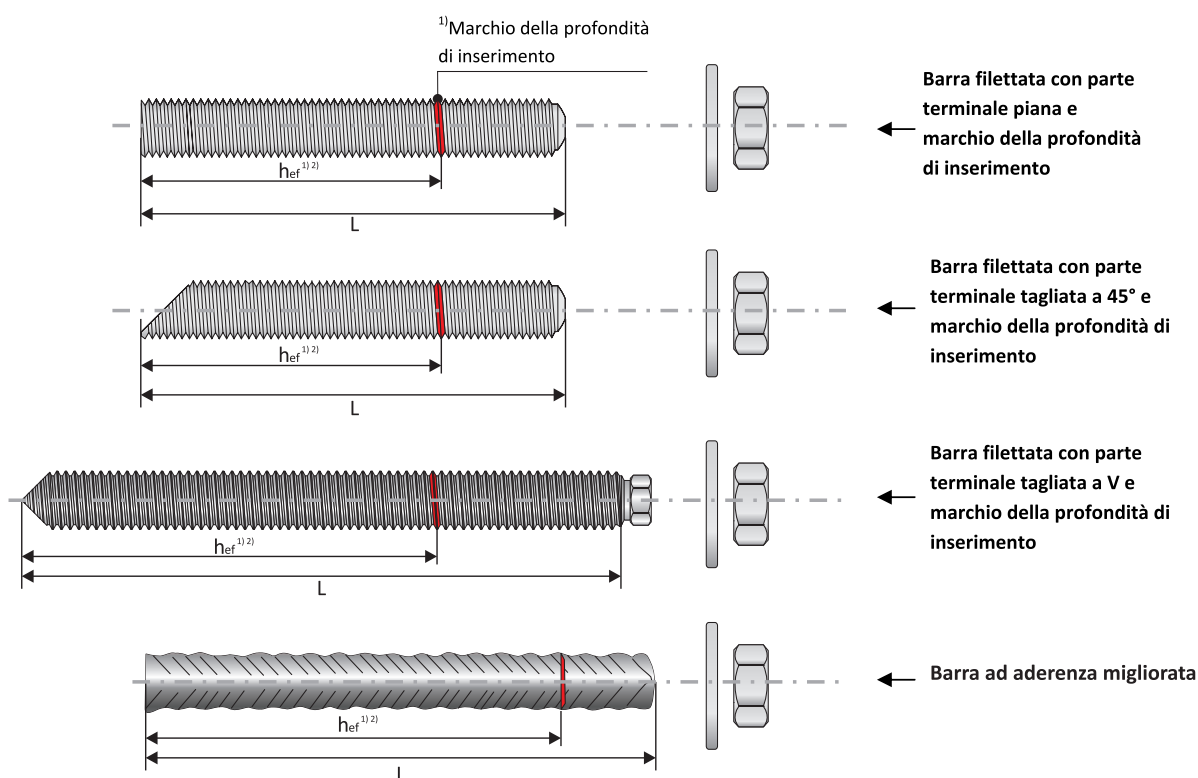 ¹⁾Marchio della profondità
di inserimento
Barra filettata con parte
terminale piana e
marchio della profondità
di inserimento
hef ¹⁾ ²⁾
L
Barra filettata con parte
terminale tagliata a 45° e
marchio della profondità di
inserimento
hef ¹⁾ ²⁾
L
Barra filettata con parte
terminale tagliata a V e
marchio della profondità di
inserimento
hef ¹⁾ ²⁾
L
Barra ad aderenza migliorata
hef ¹⁾ ²⁾
L